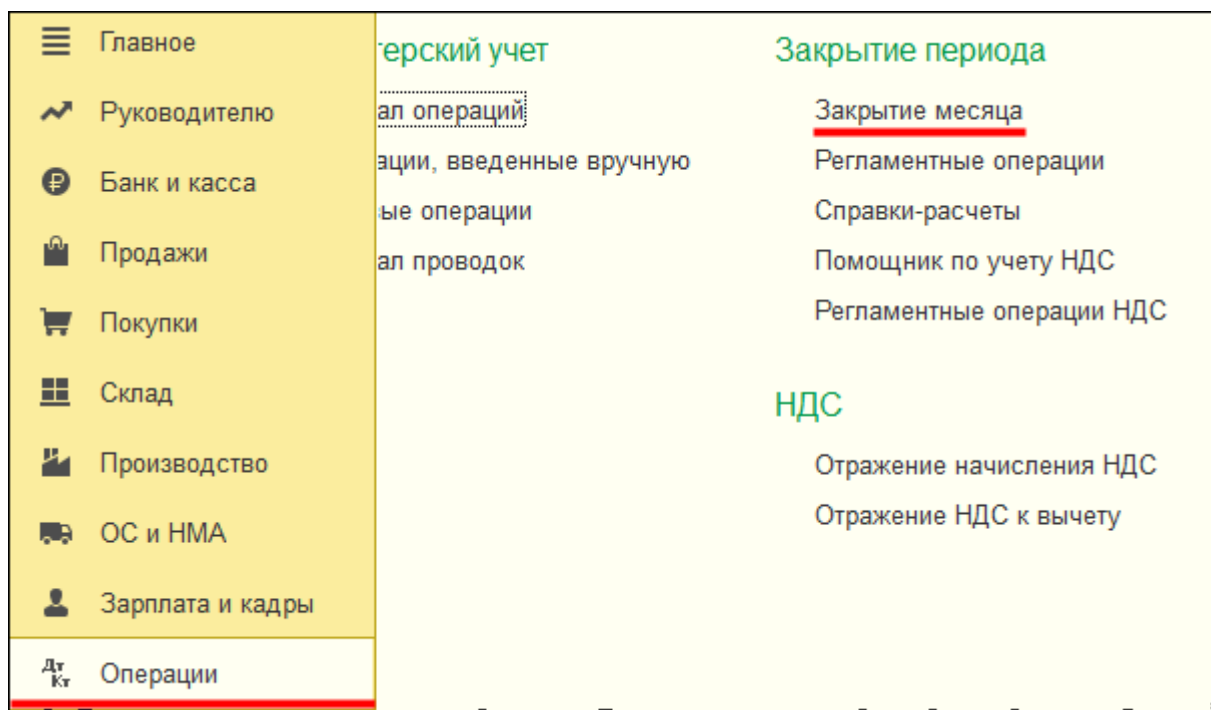 Главное
Руководителю
Банк и касса
Продажи
Покупки
Склад
Производство
ОС и НМА
Зарплата и кадры
Дт Кт
Операции
терский учет
ал операций
ации, введенные вручную
ые операции
ал проводок
Закрытие периода
Закрытие месяца
Регламентные операции
Справки-расчеты
Помощник по учету НДС
Регламентные операции НДС
НДС
Отражение начисления НДС
Отражение НДС к вычету